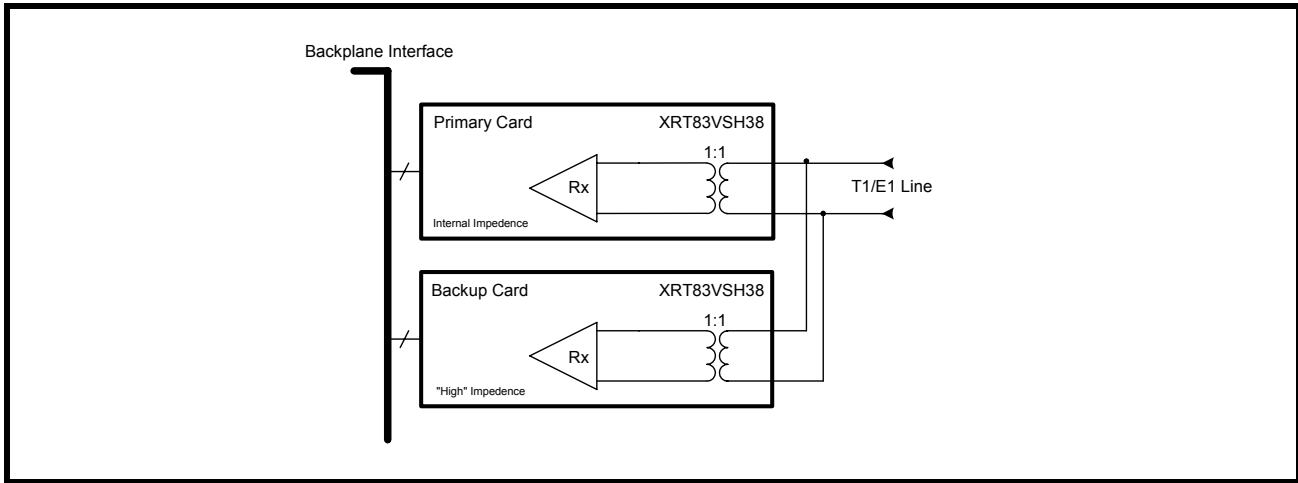 Backplane Interface
Primary Card XRT83VSH38
1:1
Rx
T1/E1 Line
Internal Impedence
Backup Card XRT83VSH38
1:1
Rx
"High" Impedence